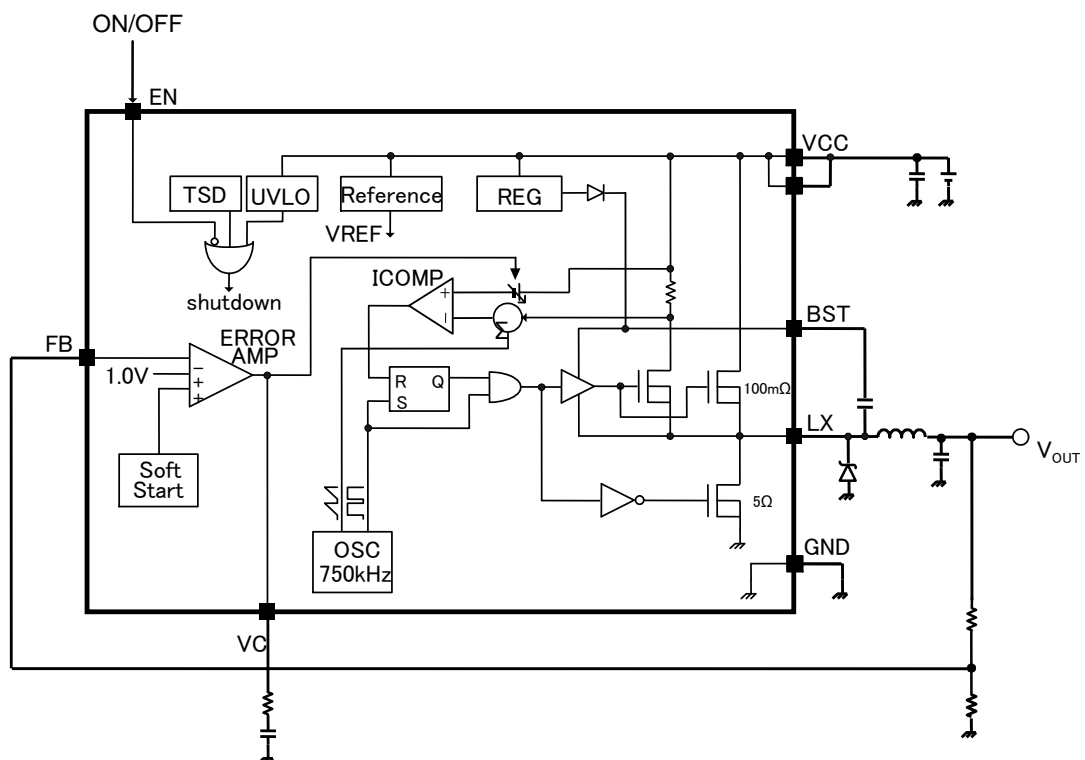 ON/OFF
EN
VCC
TSD
UVLO
Reference
REG
VREF
shutdown
ICOMP
+
−
Σ
BST
FB
ERROR
AMP
1.0V
−
+
+
R Q
S
100mΩ
LX
VOUT
Soft
Start
5Ω
OSC
750kHz
GND
VC